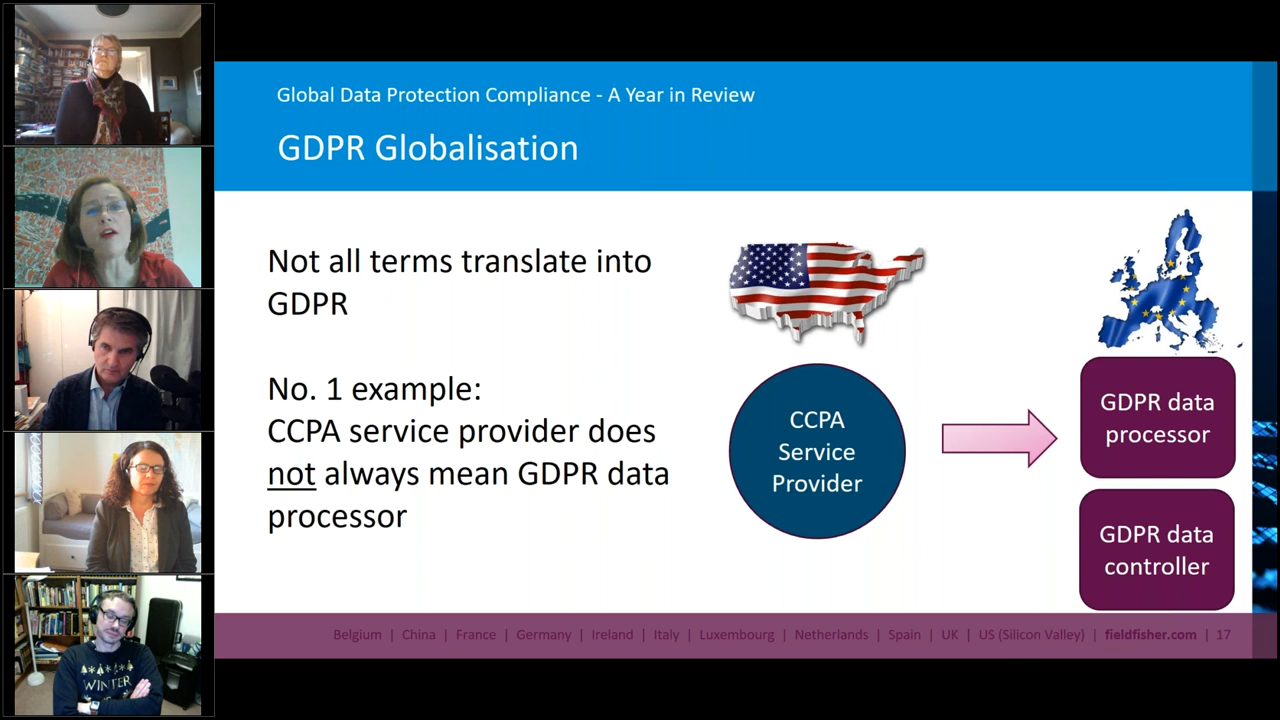 Global Data Protection Compliance - A Year in Review
GDPR Globalisation
Not all terms translate into
GDPR
No. 1 example:
CCPA service provider does
not always mean GDPR data
processor
CCPA
Service
Provider
GDPR data
processor
GDPR data
controller
Belgium | China | France | Germany | Ireland | Italy | Luxembourg | Netherlands | Spain | UK | US (Silicon Valley) | fieldfisher.com | 17
WINTER